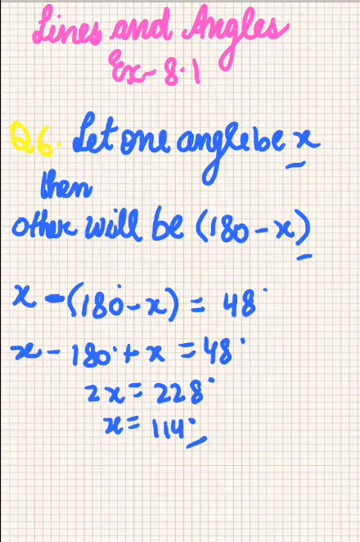 Lines and Angles
Ex-8.1
Q6. Let one angle be x
then
other will be (180-x)
x-(180°-x) = 48°
x-180°+x = 48°
2x = 228°
x = 114°